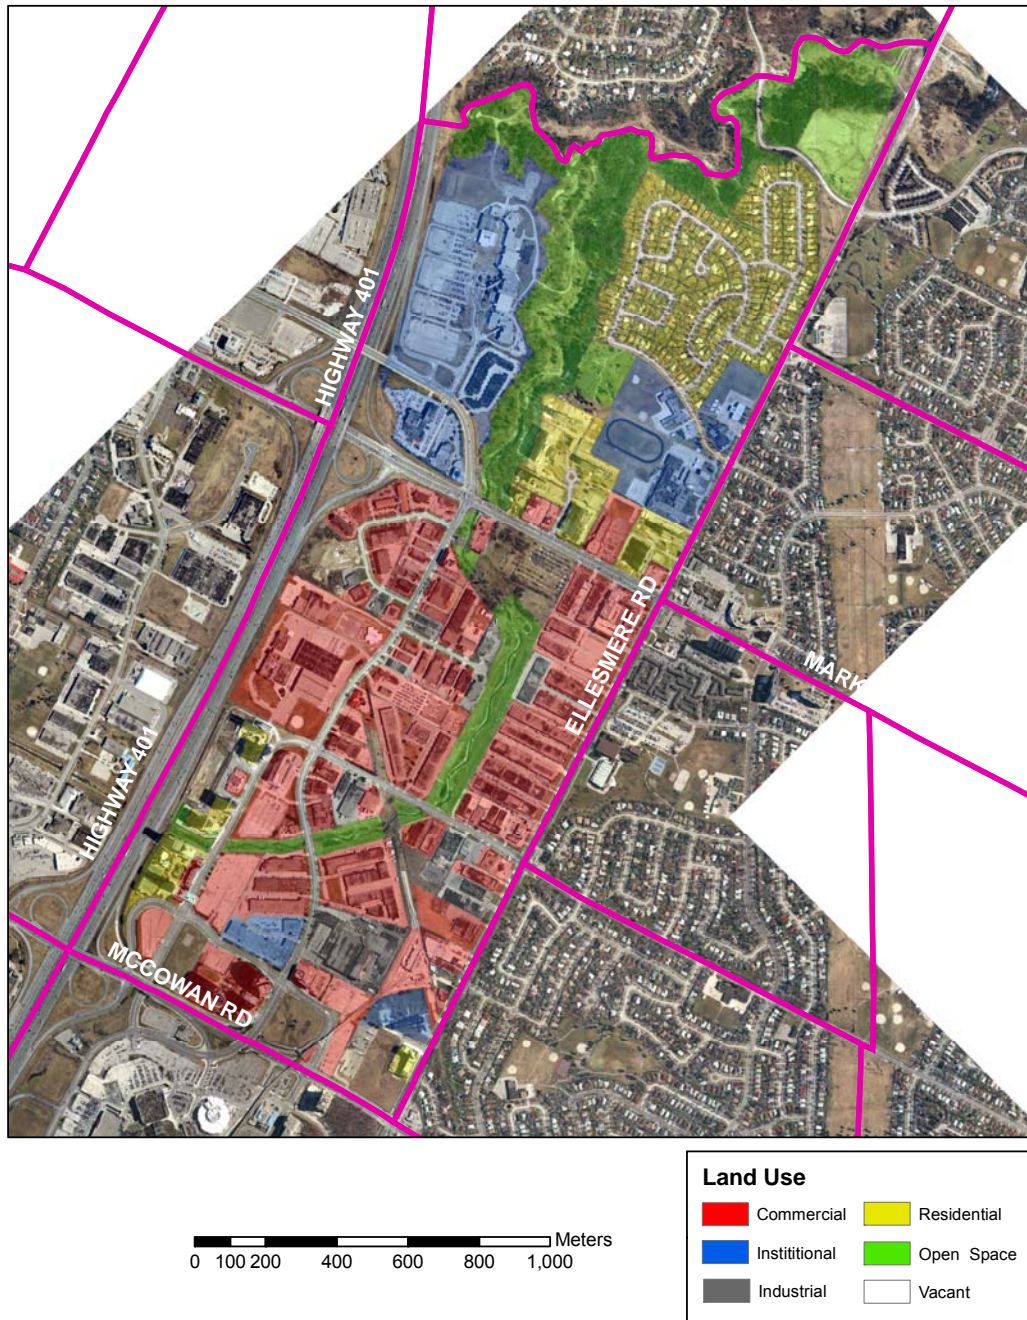 HIGHWAY 401
ELLESMERE RD
MARK
HIGHWAY 401
MCCOWAN RD
Land Use
Commercial
Residential
Instititional
Open Space
Industrial
Vacant
Meters
0 100 200 400 600 800 1,000